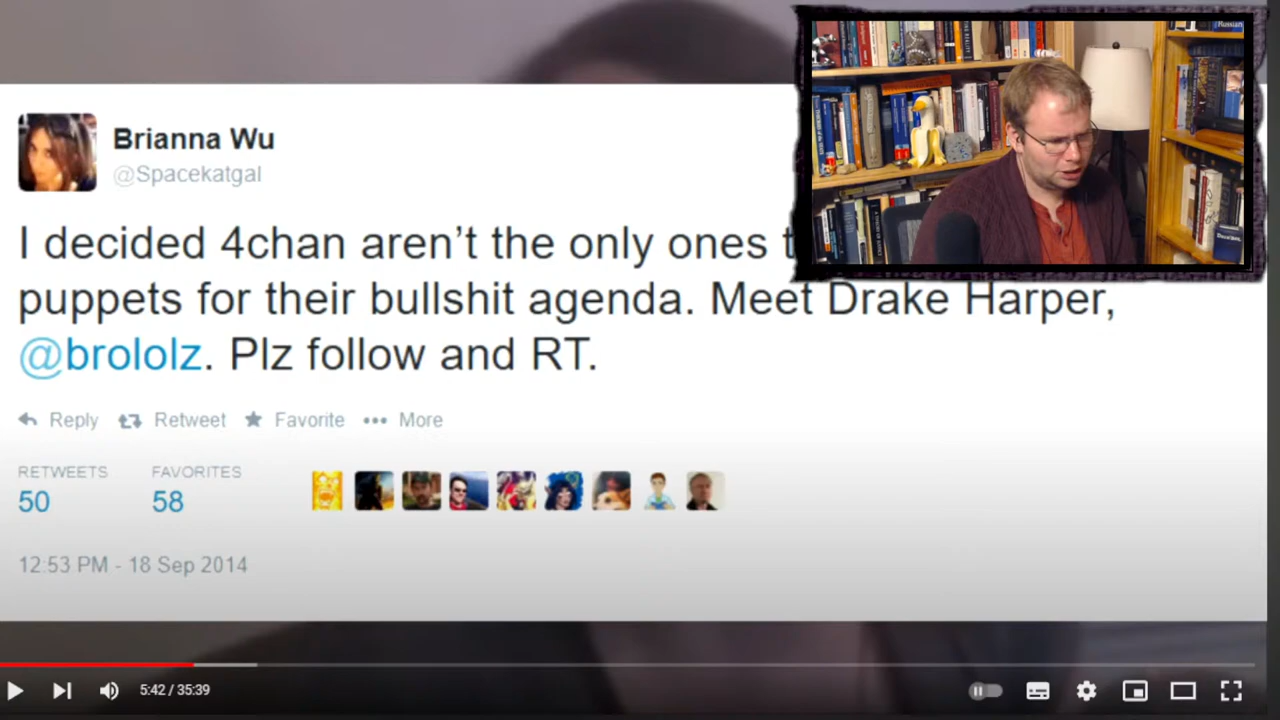 Brianna Wu
@Spacekatgal
I decided 4chan aren't the only ones
puppets for their bullshit agenda. Meet Drake Harper,
@brololz. Plz follow and RT.
Reply Retweet Favorite More
RETWEETS FAVORITES
50 58
12:53 PM - 18 Sep 2014
5:42 / 35:39
Russian